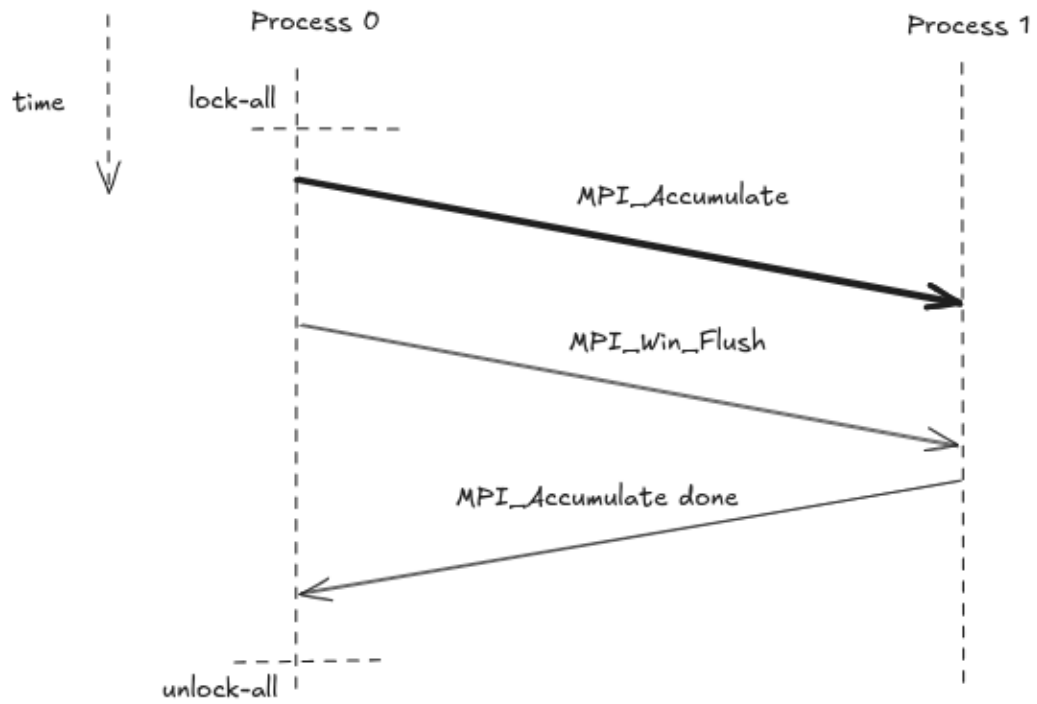 Process 0
Process 1
time
lock-all
MPI_Accumulate
MPI_Win_Flush
MPI_Accumulate done
unlock-all